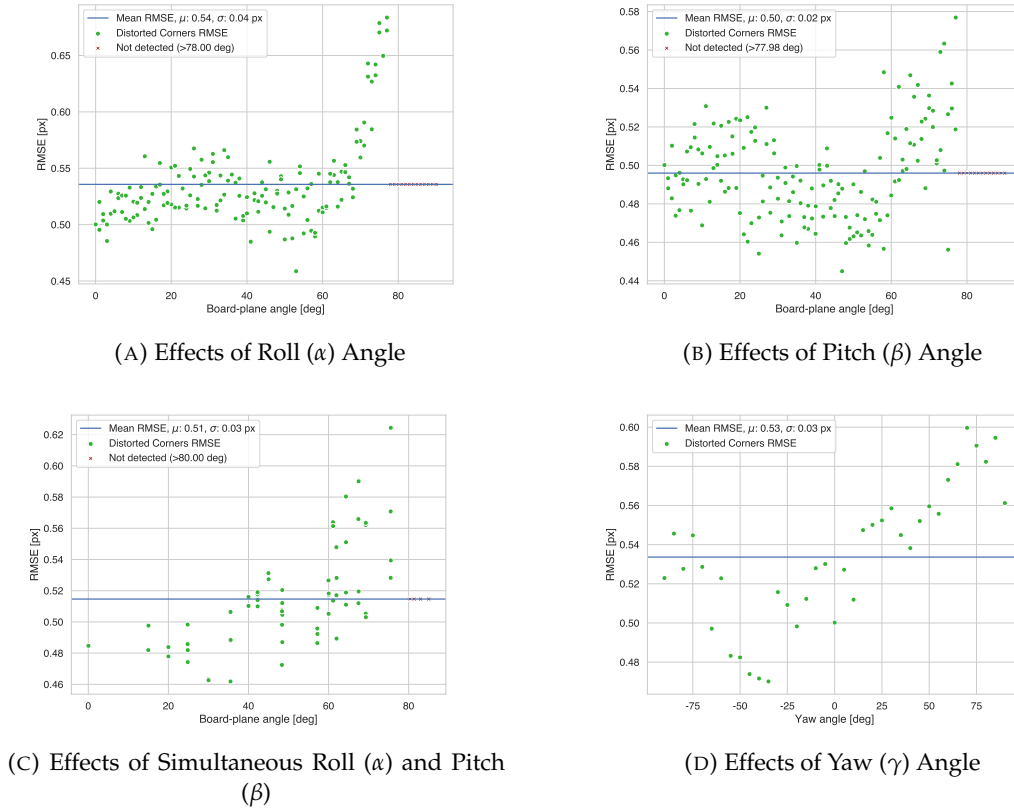 Mean RMSE, μ: 0.54, σ: 0.04 px
Distorted Corners RMSE
Not detected (>78.00 deg)
RMSE [px]
0.65
0.60
0.55
0.50
0.45
0
20
40
60
80
Board-plane angle [deg]
(A) Effects of Roll (α) Angle
Mean RMSE, μ: 0.50, σ: 0.02 px
Distorted Corners RMSE
Not detected (>77.98 deg)
RMSE [px]
0.58
0.56
0.54
0.52
0.50
0.48
0.46
0.44
0
20
40
60
80
Board-plane angle [deg]
(B) Effects of Pitch (β) Angle
Mean RMSE, μ: 0.51, σ: 0.03 px
Distorted Corners RMSE
Not detected (>80.00 deg)
RMSE [px]
0.62
0.60
0.58
0.56
0.54
0.52
0.50
0.48
0.46
0
20
40
60
80
Board-plane angle [deg]
(C) Effects of Simultaneous Roll (α) and Pitch
(β)
Mean RMSE, μ: 0.53, σ: 0.03 px
Distorted Corners RMSE
RMSE [px]
0.60
0.58
0.56
0.54
0.52
0.50
0.48
-75
-50
-25
0
25
50
75
Yaw angle [deg]
(D) Effects of Yaw (γ) Angle